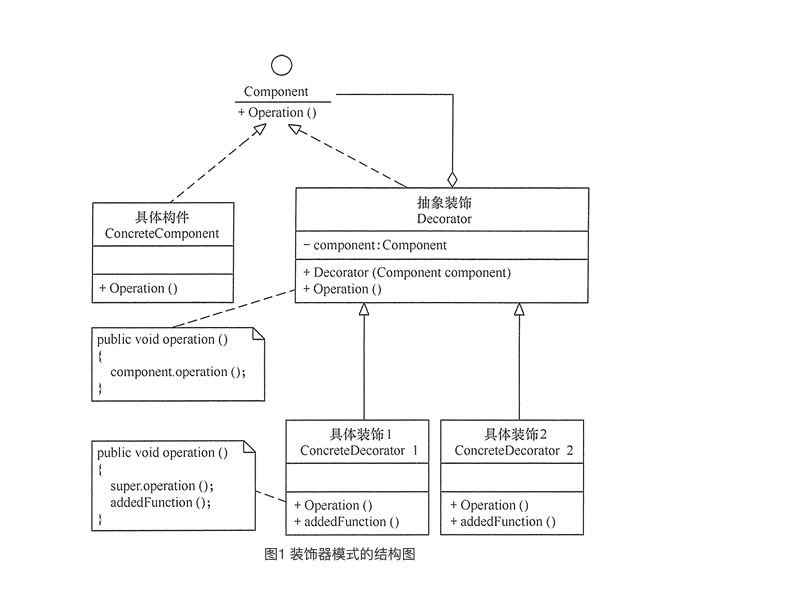 Component
+ Operation ()
具体构件
ConcreteComponent
+ Operation ()
抽象装饰
Decorator
− component:Component
+ Decorator (Component component)
+ Operation ()
public void operation ()
{
component.operation ();
}
具体装饰1
ConcreteDecorator 1
+ Operation ()
+ addedFunction ()
具体装饰2
ConcreteDecorator 2
+ Operation ()
+ addedFunction ()
public void operation ()
{
super.operation ();
addedFunction ();
}
图1 装饰器模式的结构图